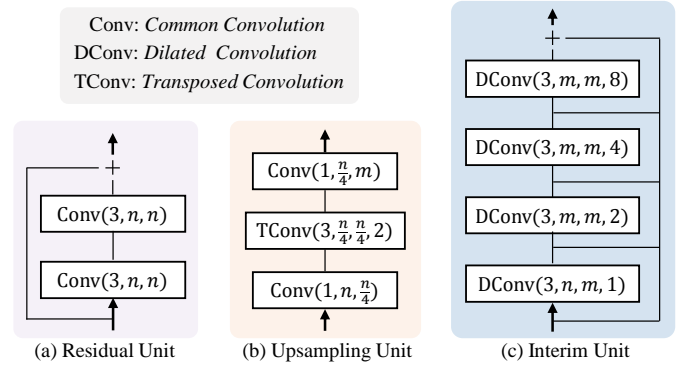 Conv: Common Convolution
DConv: Dilated Convolution
TConv: Transposed Convolution
+
Conv(3, n, n)
Conv(3, n, n)
(a) Residual Unit
Conv(1, n/4, m)
TConv(3, n/4, n/4, 2)
Conv(1, n, n/4)
(b) Upsampling Unit
+
DConv(3, m, m, 8)
DConv(3, m, m, 4)
DConv(3, m, m, 2)
DConv(3, n, m, 1)
(c) Interim Unit